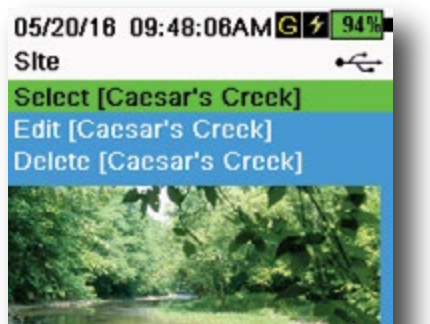 05/20/16 09:48:06AM G 94%
Site
Select [Caesar's Creek]
Edit [Caesar's Creek]
Delete [Caesar's Creek]